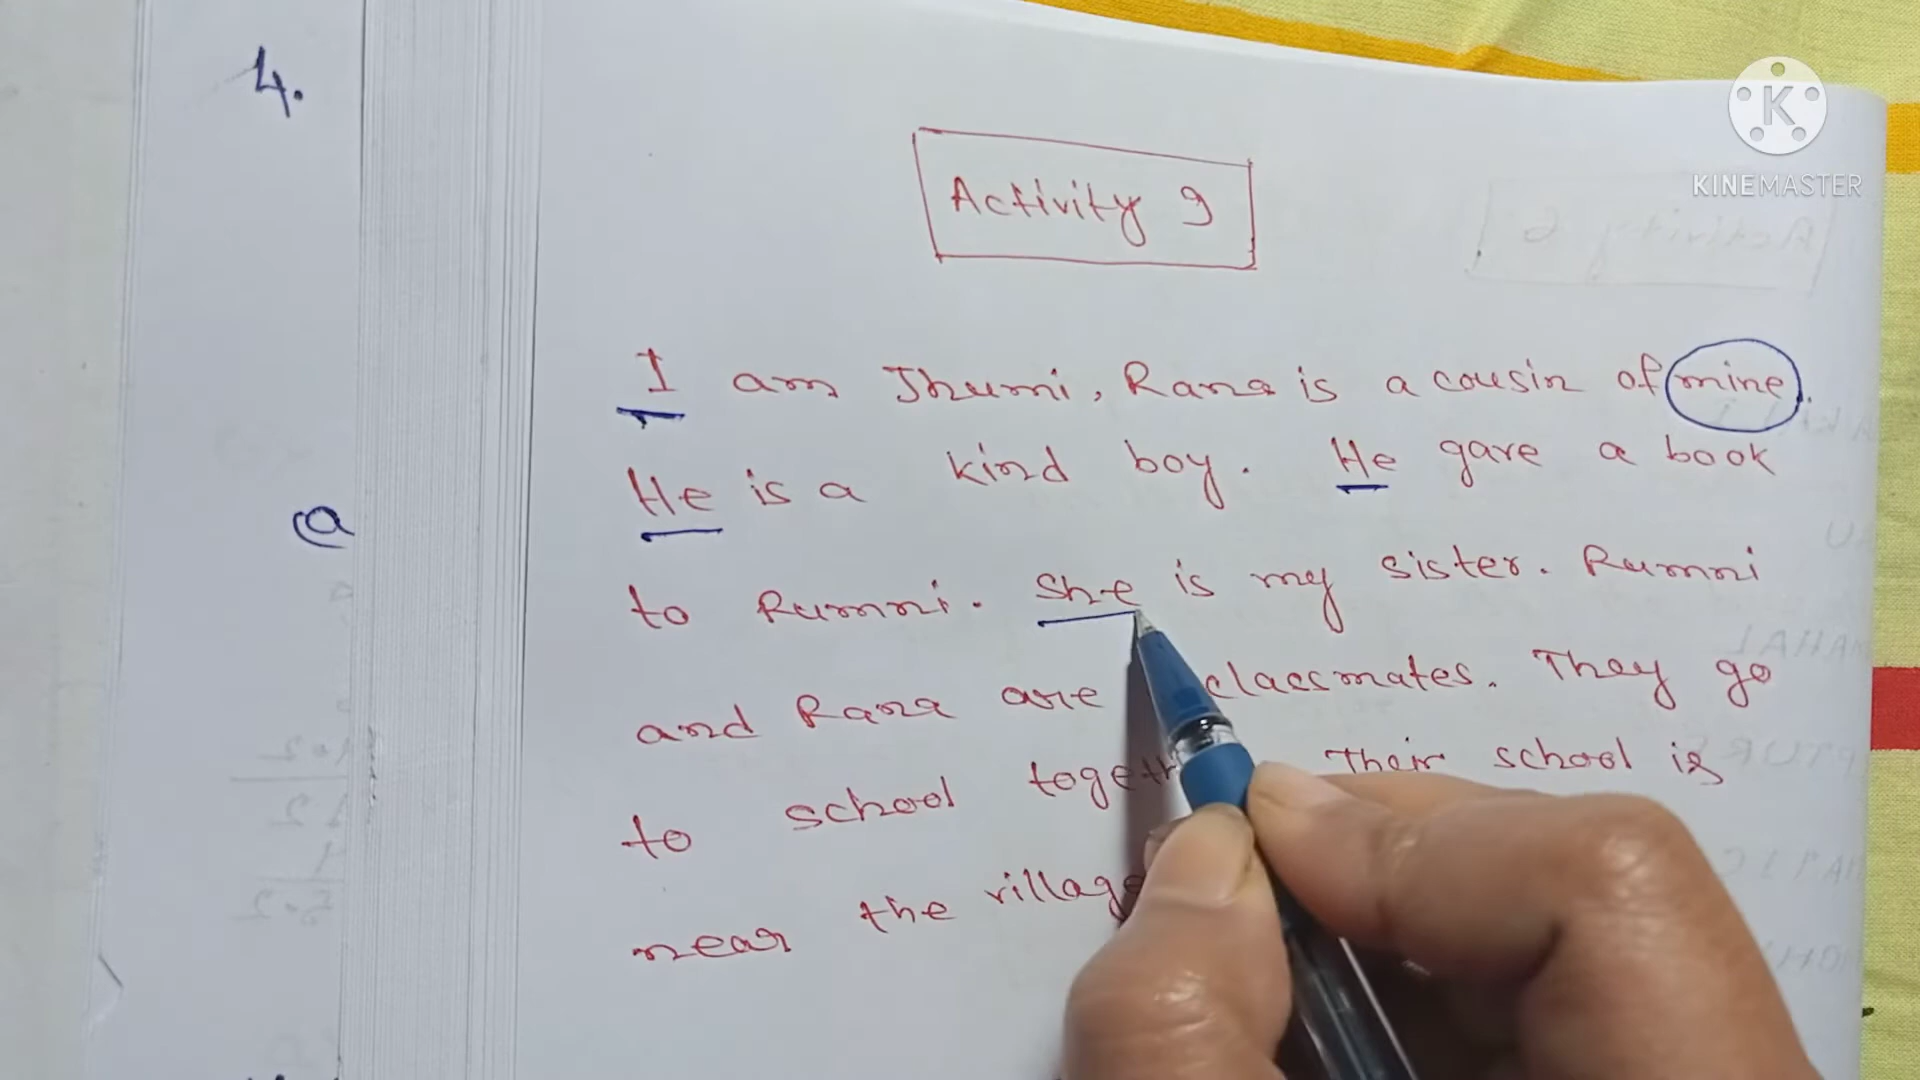 4.
KINEMASTER
Activity 9
I am Jhumi, Rana is a cousin of mine.
He is a kind boy. He gave a book
a
to Rumni. She is my sister. Rumni
and Rana are classmates. They go
to school togeth Their school is
near the village